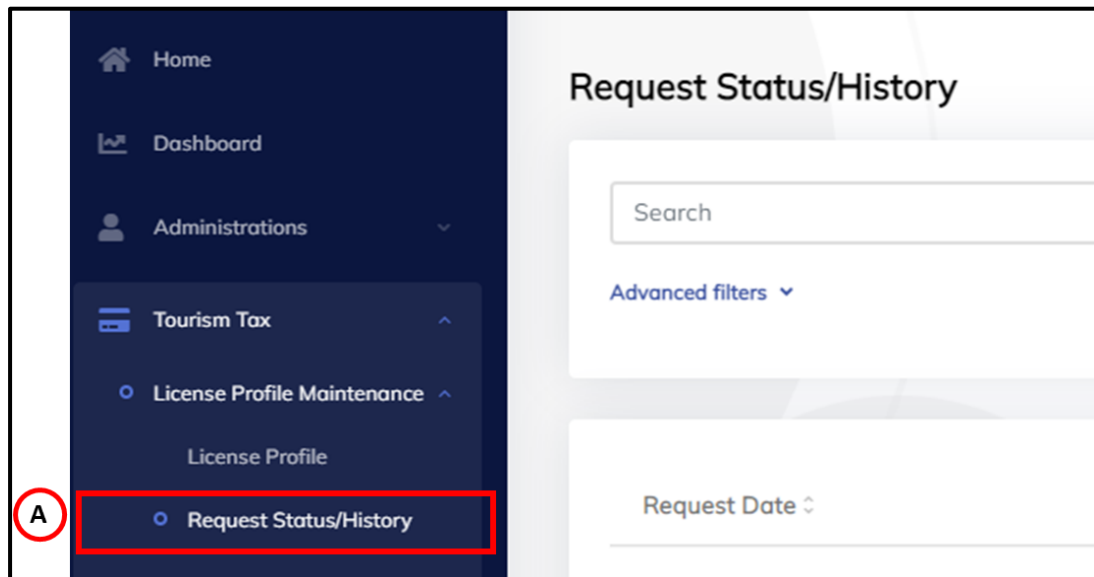 Home
Dashboard
Administrations
Tourism Tax
License Profile Maintenance
License Profile
A
Request Status/History
Request Status/History
Search
Advanced filters
Request Date